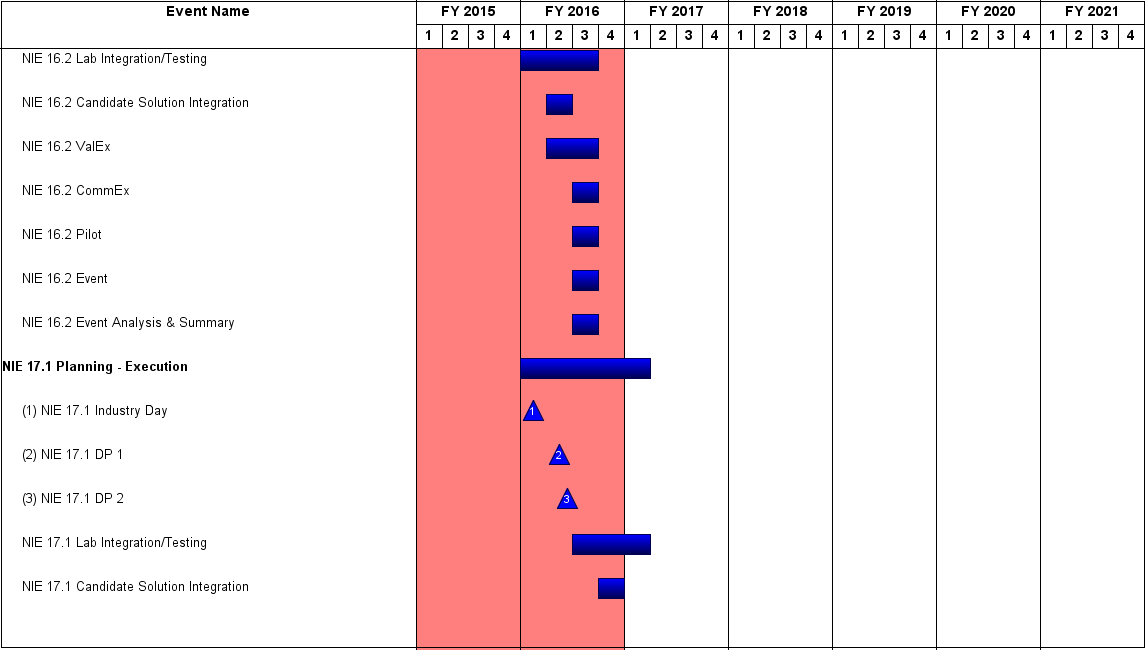 Event Name FY 2015 FY 2016 FY 2017 FY 2018 FY 2019 FY 2020 FY 2021
1 2 3 4 1 2 3 4 1 2 3 4 1 2 3 4 1 2 3 4 1 2 3 4 1 2 3 4
NIE 16.2 Lab Integration/Testing
NIE 16.2 Candidate Solution Integration
NIE 16.2 ValEx
NIE 16.2 CommEx
NIE 16.2 Pilot
NIE 16.2 Event
NIE 16.2 Event Analysis & Summary
NIE 17.1 Planning - Execution
(1) NIE 17.1 Industry Day 1
(2) NIE 17.1 DP 1 2
(3) NIE 17.1 DP 2 3
NIE 17.1 Lab Integration/Testing
NIE 17.1 Candidate Solution Integration